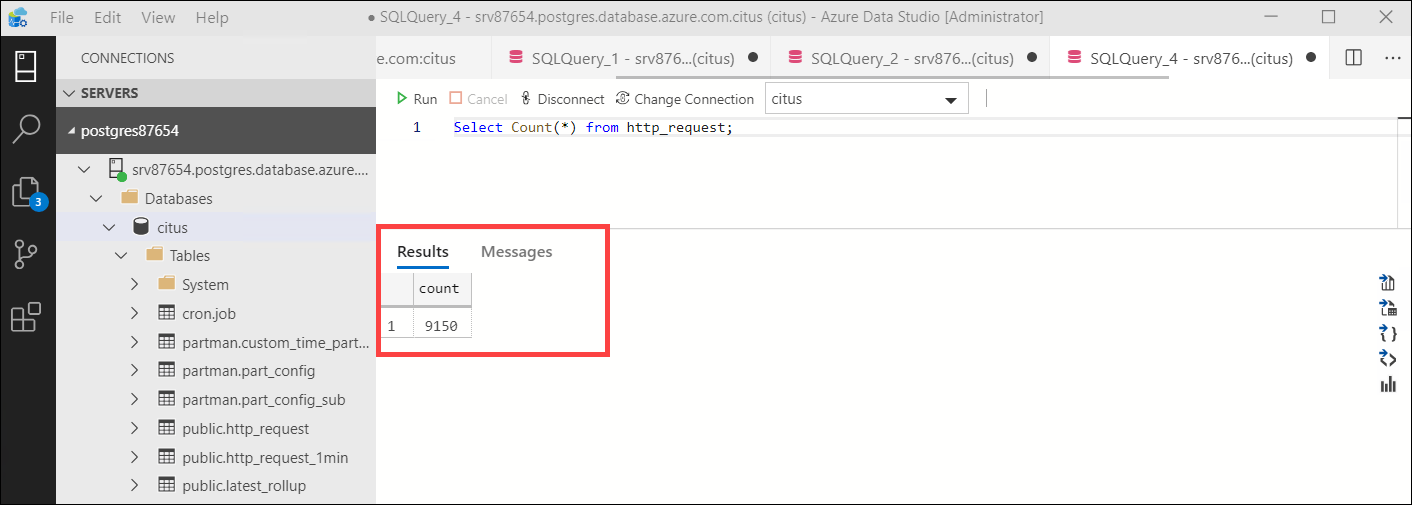 File Edit View Help ● SQLQuery_4 - srv87654.postgres.database.azure.com.citus (citus) - Azure Data Studio [Administrator]
CONNECTIONS
e.com:citus SQLQuery_1 - srv876...(citus) SQLQuery_2 - srv876...(citus) SQLQuery_4 - srv876...(citus)
SERVERS
Run Cancel Disconnect Change Connection citus
postgres87654
1 Select Count(*) from http_request;
srv87654.postgres.database.azure....
3
Databases
citus
Results Messages
Tables
System
count
cron.job
1 9150
partman.custom_time_part...
partman.part_config
partman.part_config_sub
public.http_request
public.http_request_1min
public.latest_rollup